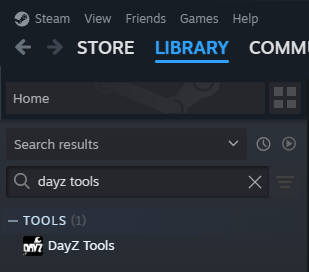 Steam View Friends Games Help
STORE LIBRARY COMMU
Home
Search results
dayz tools
— TOOLS (1)
DayZ Tools